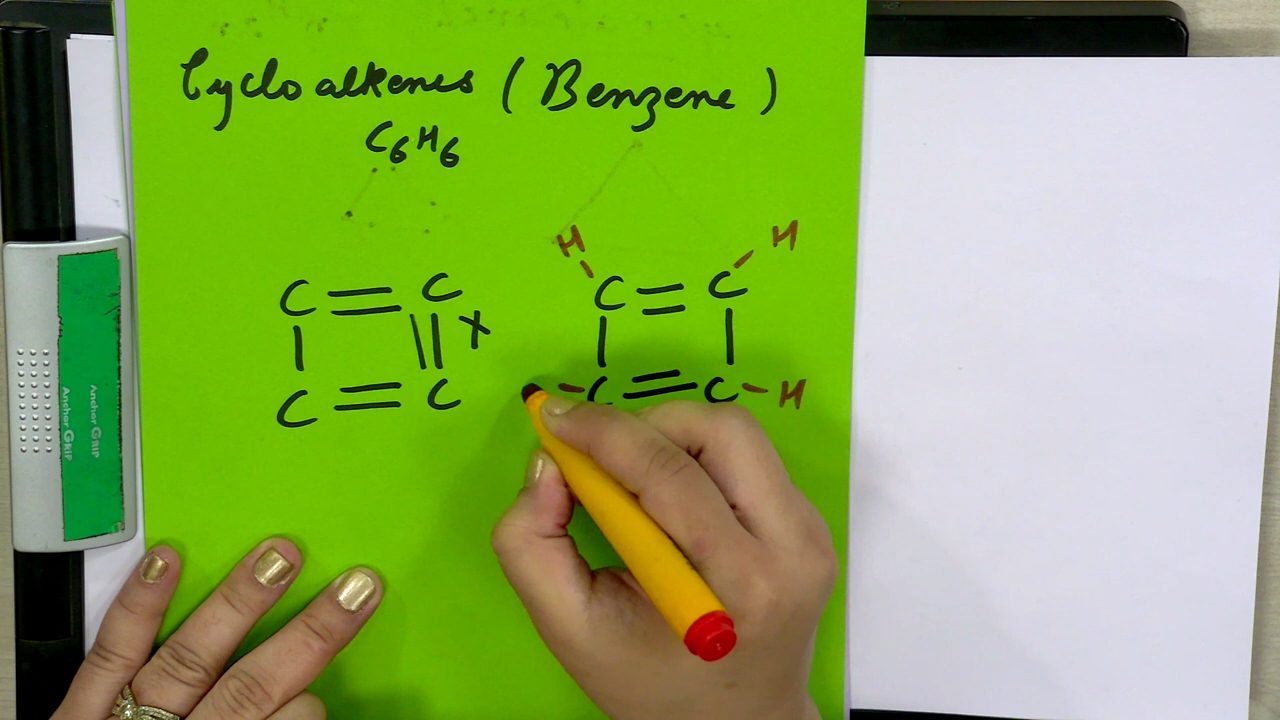 Cycloalkenes (Benzene)
C6H6
H H
C = C C = C
x
C = C - C = C - H
Anchor GRIP
Anchor GRIP